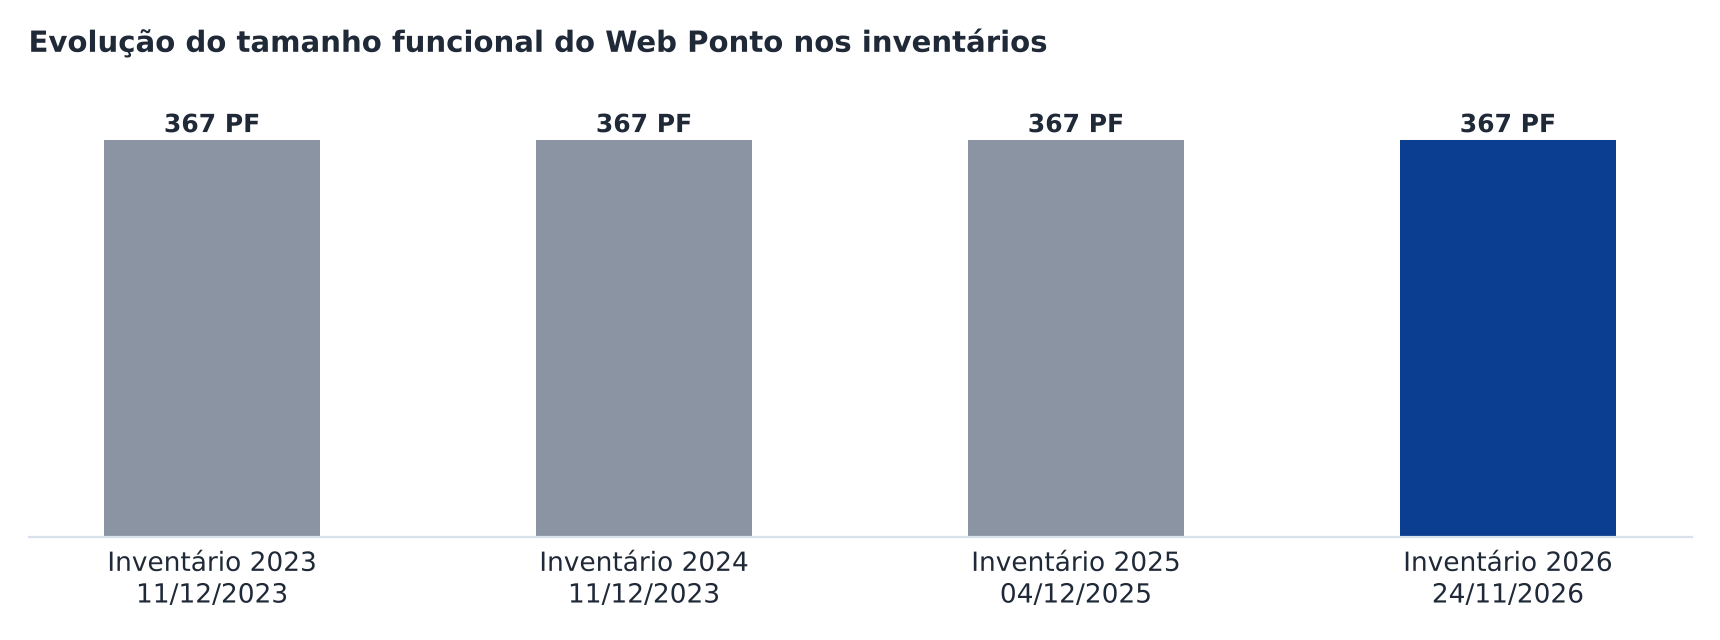 Evolução do tamanho funcional do Web Ponto nos inventários
367 PF
367 PF
367 PF
367 PF
Inventário 2023
11/12/2023
Inventário 2024
11/12/2023
Inventário 2025
04/12/2025
Inventário 2026
24/11/2026